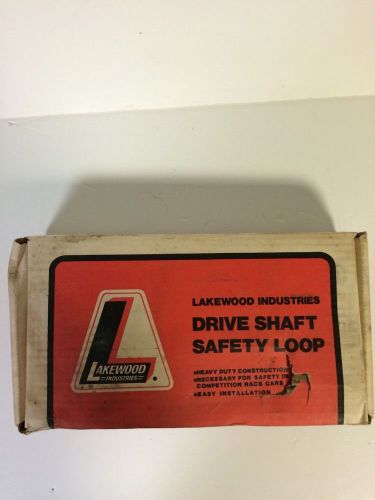 L
LAKEWOOD
INDUSTRIES
®
LAKEWOOD INDUSTRIES
DRIVE SHAFT
SAFETY LOOP
•HEAVY DUTY CONSTRUCTION
•NECESSARY FOR SAFETY IN
COMPETITION RACE CARS
•EASY INSTALLATION